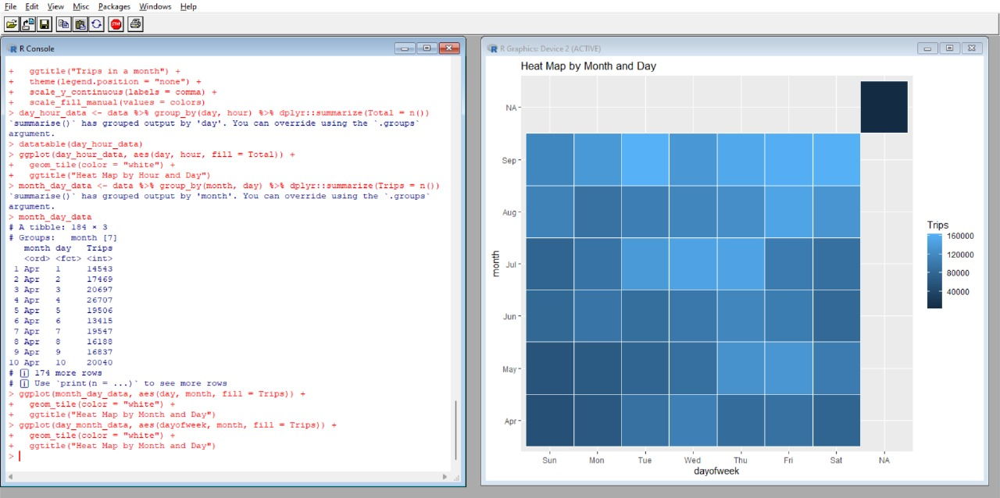 File Edit View Misc Packages Windows Help
STOP
R Console
+   ggtitle("Trips in a month") +
+   theme(legend.position = "none") +
+   scale_y_continuous(labels = comma) +
+   scale_fill_manual(values = colors)
> day_hour_data <- data %>% group_by(day, hour) %>% dplyr::summarize(Total = n())
`summarise()` has grouped output by 'day'. You can override using the `.groups`
argument.
> datatable(day_hour_data)
> ggplot(day_hour_data, aes(day, hour, fill = Total)) +
+   geom_tile(color = "white") +
+   ggtitle("Heat Map by Hour and Day")
> month_day_data <- data %>% group_by(month, day) %>% dplyr::summarize(Trips = n())
`summarise()` has grouped output by 'month'. You can override using the `.groups`
argument.
> month_day_data
# A tibble: 184 × 3
# Groups:   month [7]
   month day   Trips
   <ord> <fct> <int>
 1 Apr   1     14543
 2 Apr   2     17469
 3 Apr   3     20697
 4 Apr   4     26707
 5 Apr   5     19506
 6 Apr   6     13415
 7 Apr   7     19547
 8 Apr   8     16188
 9 Apr   9     16837
10 Apr   10    20040
# i 174 more rows
# i Use `print(n = ...)` to see more rows
> ggplot(month_day_data, aes(day, month, fill = Trips)) +
+   geom_tile(color = "white") +
+   ggtitle("Heat Map by Month and Day")
> ggplot(day_month_data, aes(dayofweek, month, fill = Trips)) +
+   geom_tile(color = "white") +
+   ggtitle("Heat Map by Month and Day")
>
R Graphics: Device 2 (ACTIVE)
Heat Map by Month and Day
NA
Sep
Aug
Jul
Jun
May
Apr
month
Sun Mon Tue Wed Thu Fri Sat NA
dayofweek
Trips
160000
120000
80000
40000